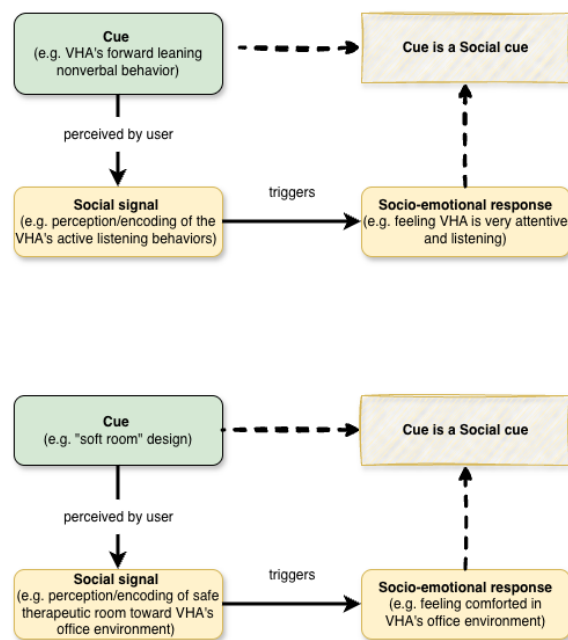 Cue
(e.g. VHA's forward leaning
nonverbal behavior)
Cue is a Social cue
perceived by user
Social signal
(e.g. perception/encoding of the
VHA's active listening behaviors)
triggers
Socio-emotional response
(e.g. feeling VHA is very attentive
and listening)
Cue
(e.g. "soft room" design)
Cue is a Social cue
perceived by user
Social signal
(e.g. perception/encoding of safe
therapeutic room toward VHA's
office environment)
triggers
Socio-emotional response
(e.g. feeling comforted in
VHA's office environment)